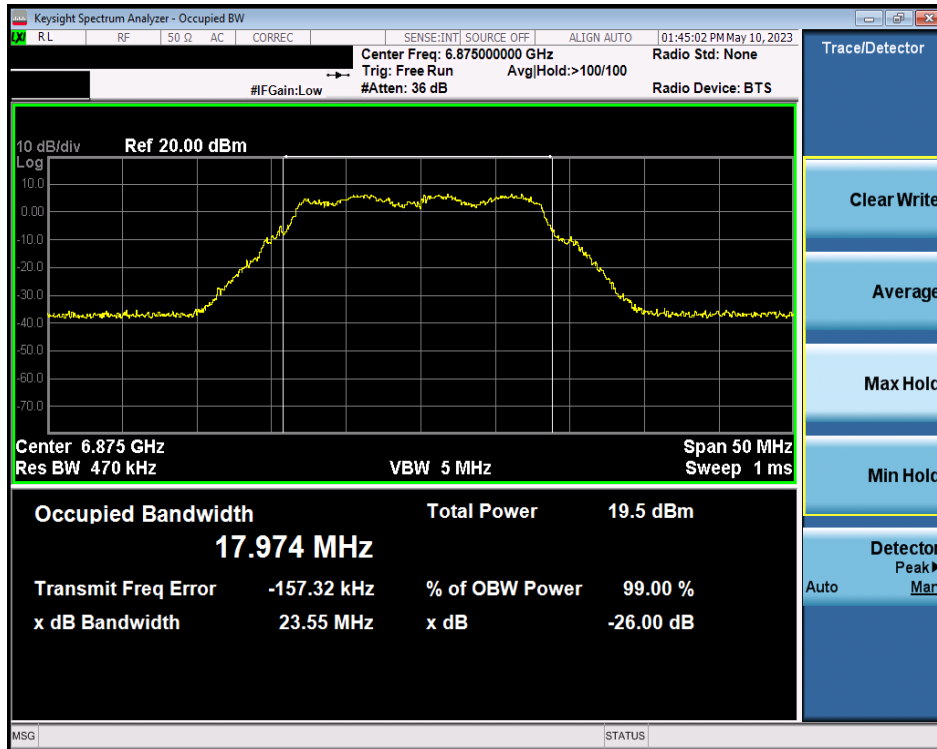 Keysight Spectrum Analyzer - Occupied BW
LXI RL RF 50 Ω AC CORREC SENSE:INT SOURCE OFF ALIGN AUTO 01:45:02 PM May 10, 2023
Center Freq: 6.875000000 GHz Radio Std: None
Trig: Free Run Avg|Hold:>100/100
#IFGain:Low #Atten: 36 dB Radio Device: BTS
10 dB/div Ref 20.00 dBm
Log
10.0
0.00
-10.0
-20.0
-30.0
-40.0
-50.0
-60.0
-70.0
Center 6.875 GHz Span 50 MHz
Res BW 470 kHz VBW 5 MHz Sweep 1 ms
Occupied Bandwidth Total Power 19.5 dBm
17.974 MHz
Transmit Freq Error -157.32 kHz % of OBW Power 99.00 %
x dB Bandwidth 23.55 MHz x dB -26.00 dB
MSG STATUS
Trace/Detector
Clear Write
Average
Max Hold
Min Hold
Detector
Peak▶
Auto Man